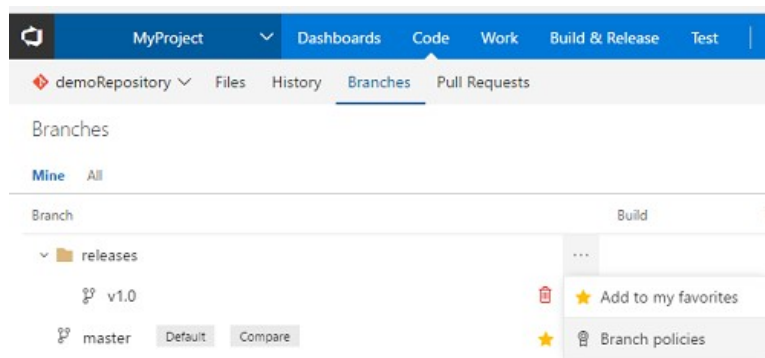 MyProject Dashboards Code Work Build & Release Test
demoRepository Files History Branches Pull Requests
Branches
Mine All
Branch Build
releases ...
v1.0 Add to my favorites
master Default Compare Branch policies